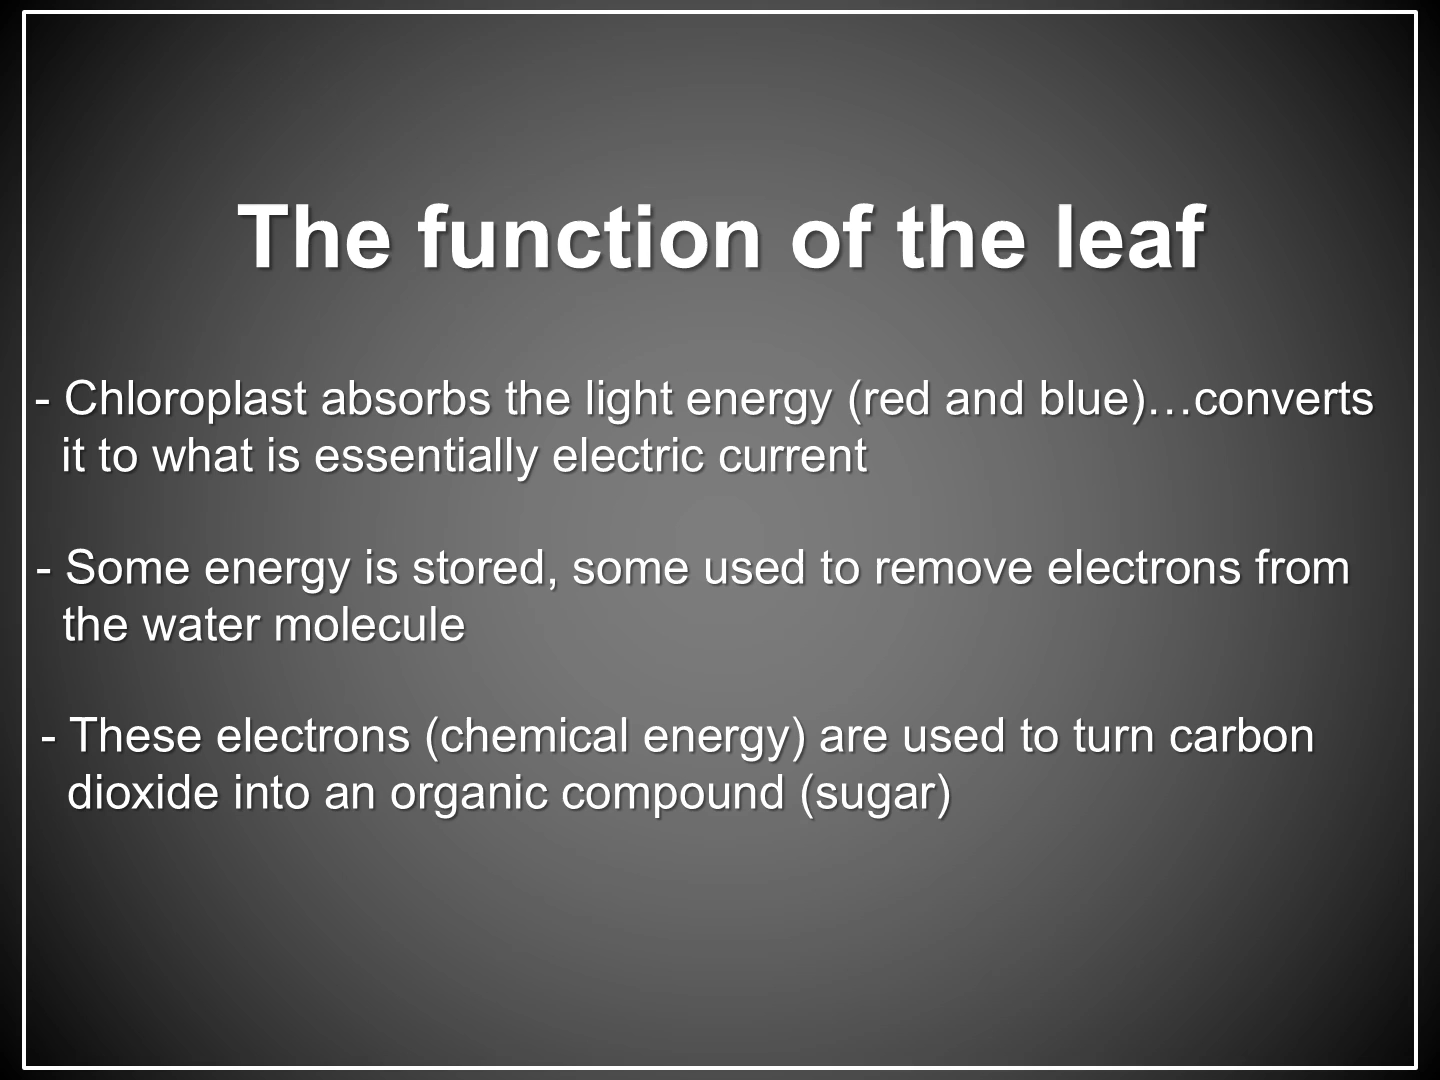 The function of the leaf
- Chloroplast absorbs the light energy (red and blue)…converts
it to what is essentially electric current
- Some energy is stored, some used to remove electrons from
the water molecule
- These electrons (chemical energy) are used to turn carbon
dioxide into an organic compound (sugar)